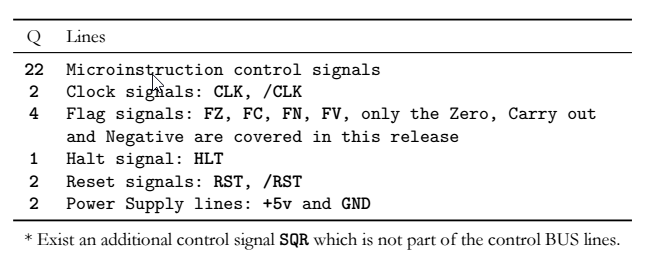 Q Lines
22 Microinstruction control signals
2 Clock signals: CLK, /CLK
4 Flag signals: FZ, FC, FN, FV, only the Zero, Carry out
and Negative are covered in this release
1 Halt signal: HLT
2 Reset signals: RST, /RST
2 Power Supply lines: +5v and GND
* Exist an additional control signal SQR which is not part of the control BUS lines.